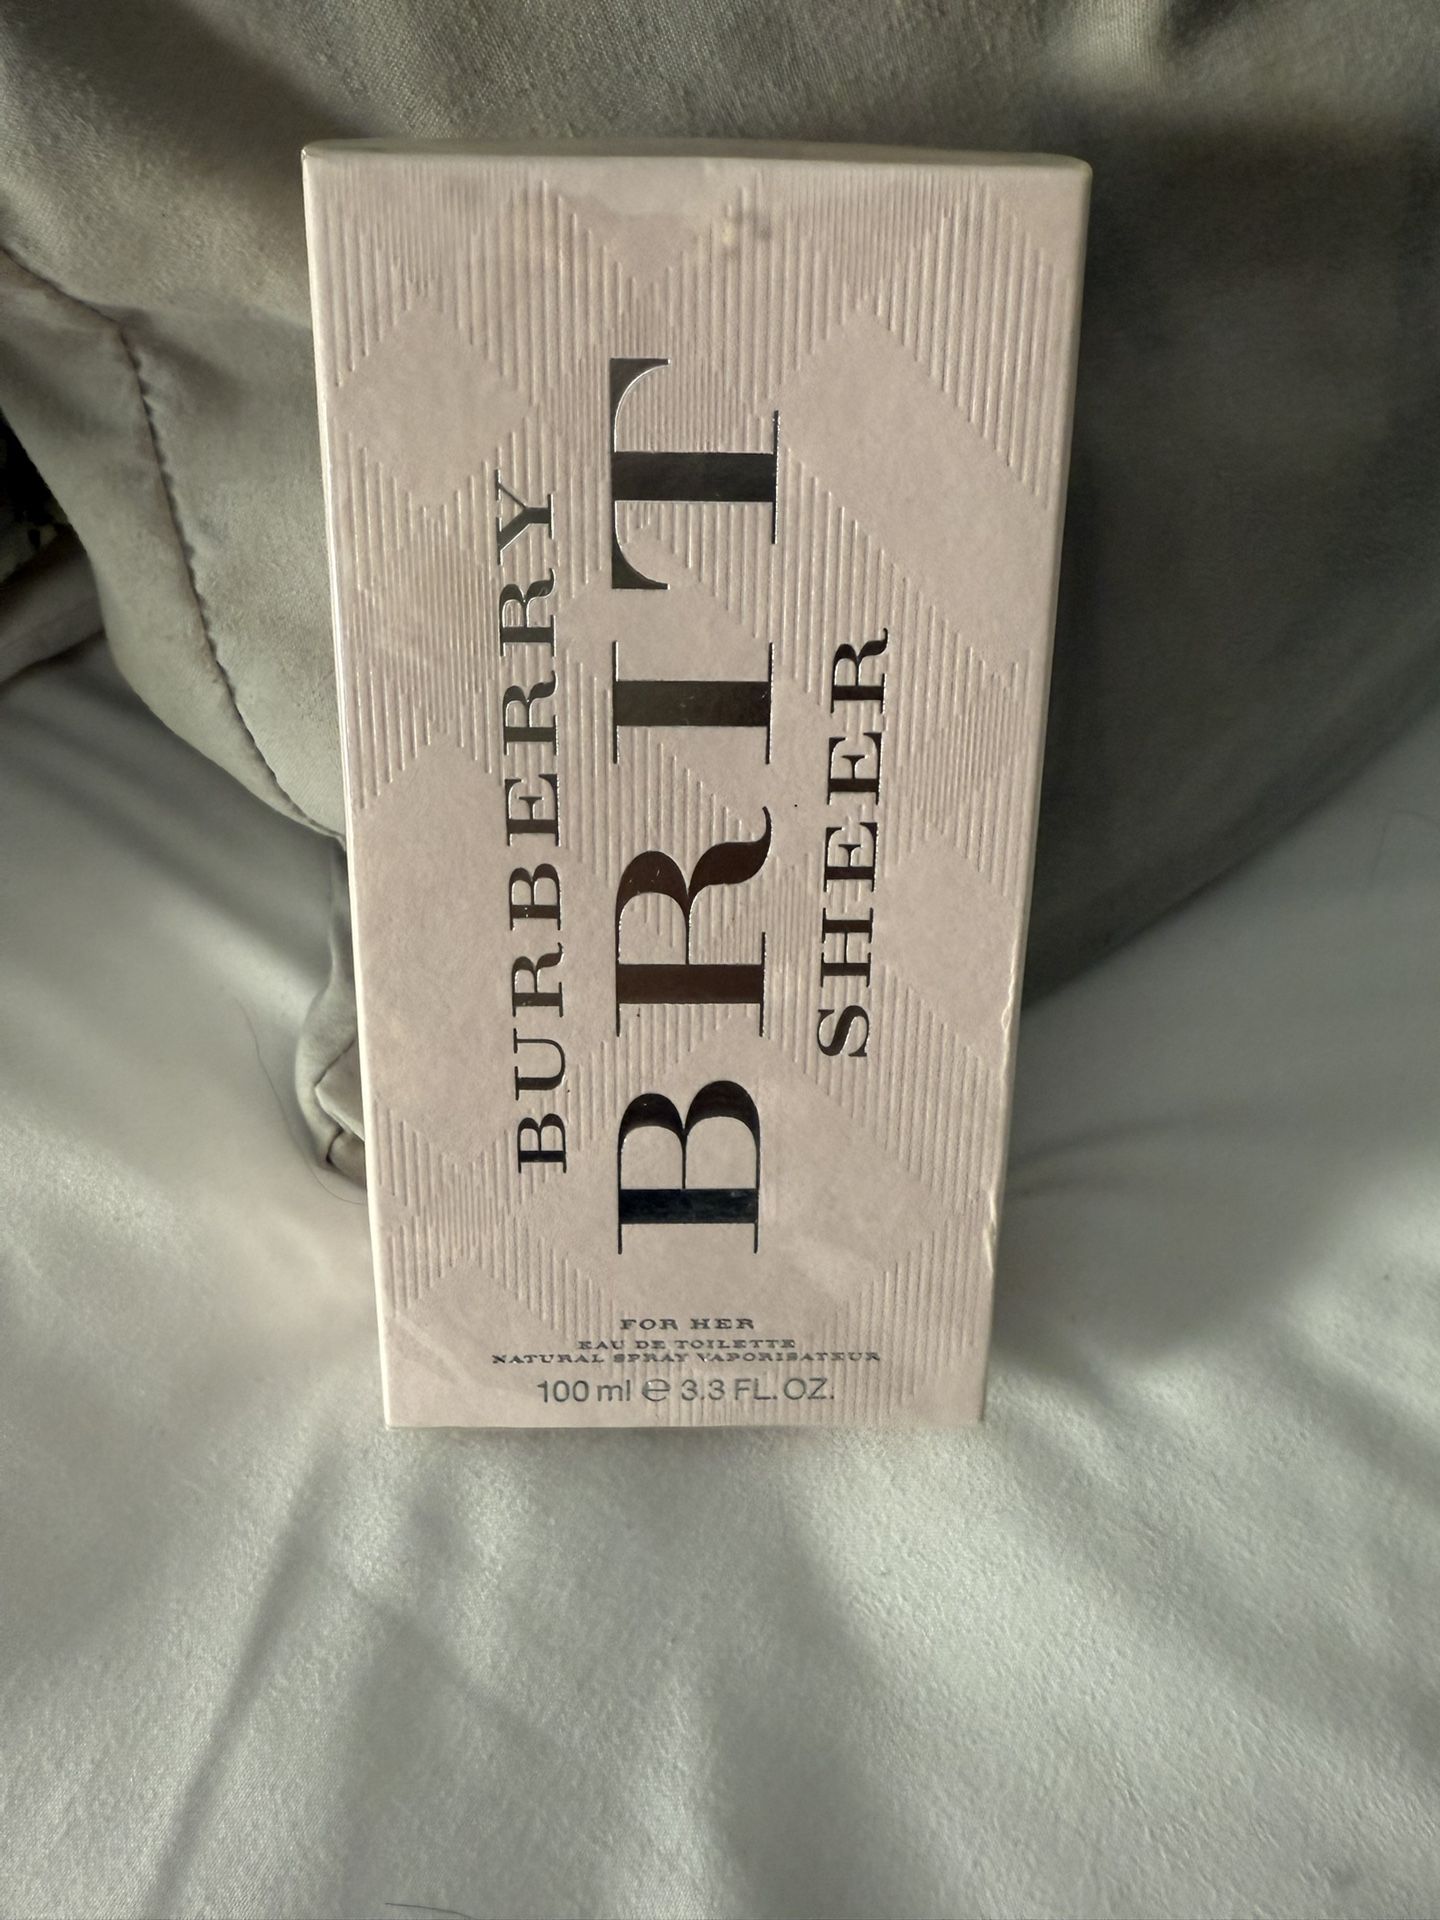 BURBERRY
BRIT
SHEER
FOR HER
EAU DE TOILETTE
NATURAL SPRAY VAPORISATEUR
100 ml ℮ 3.3 FL. OZ.